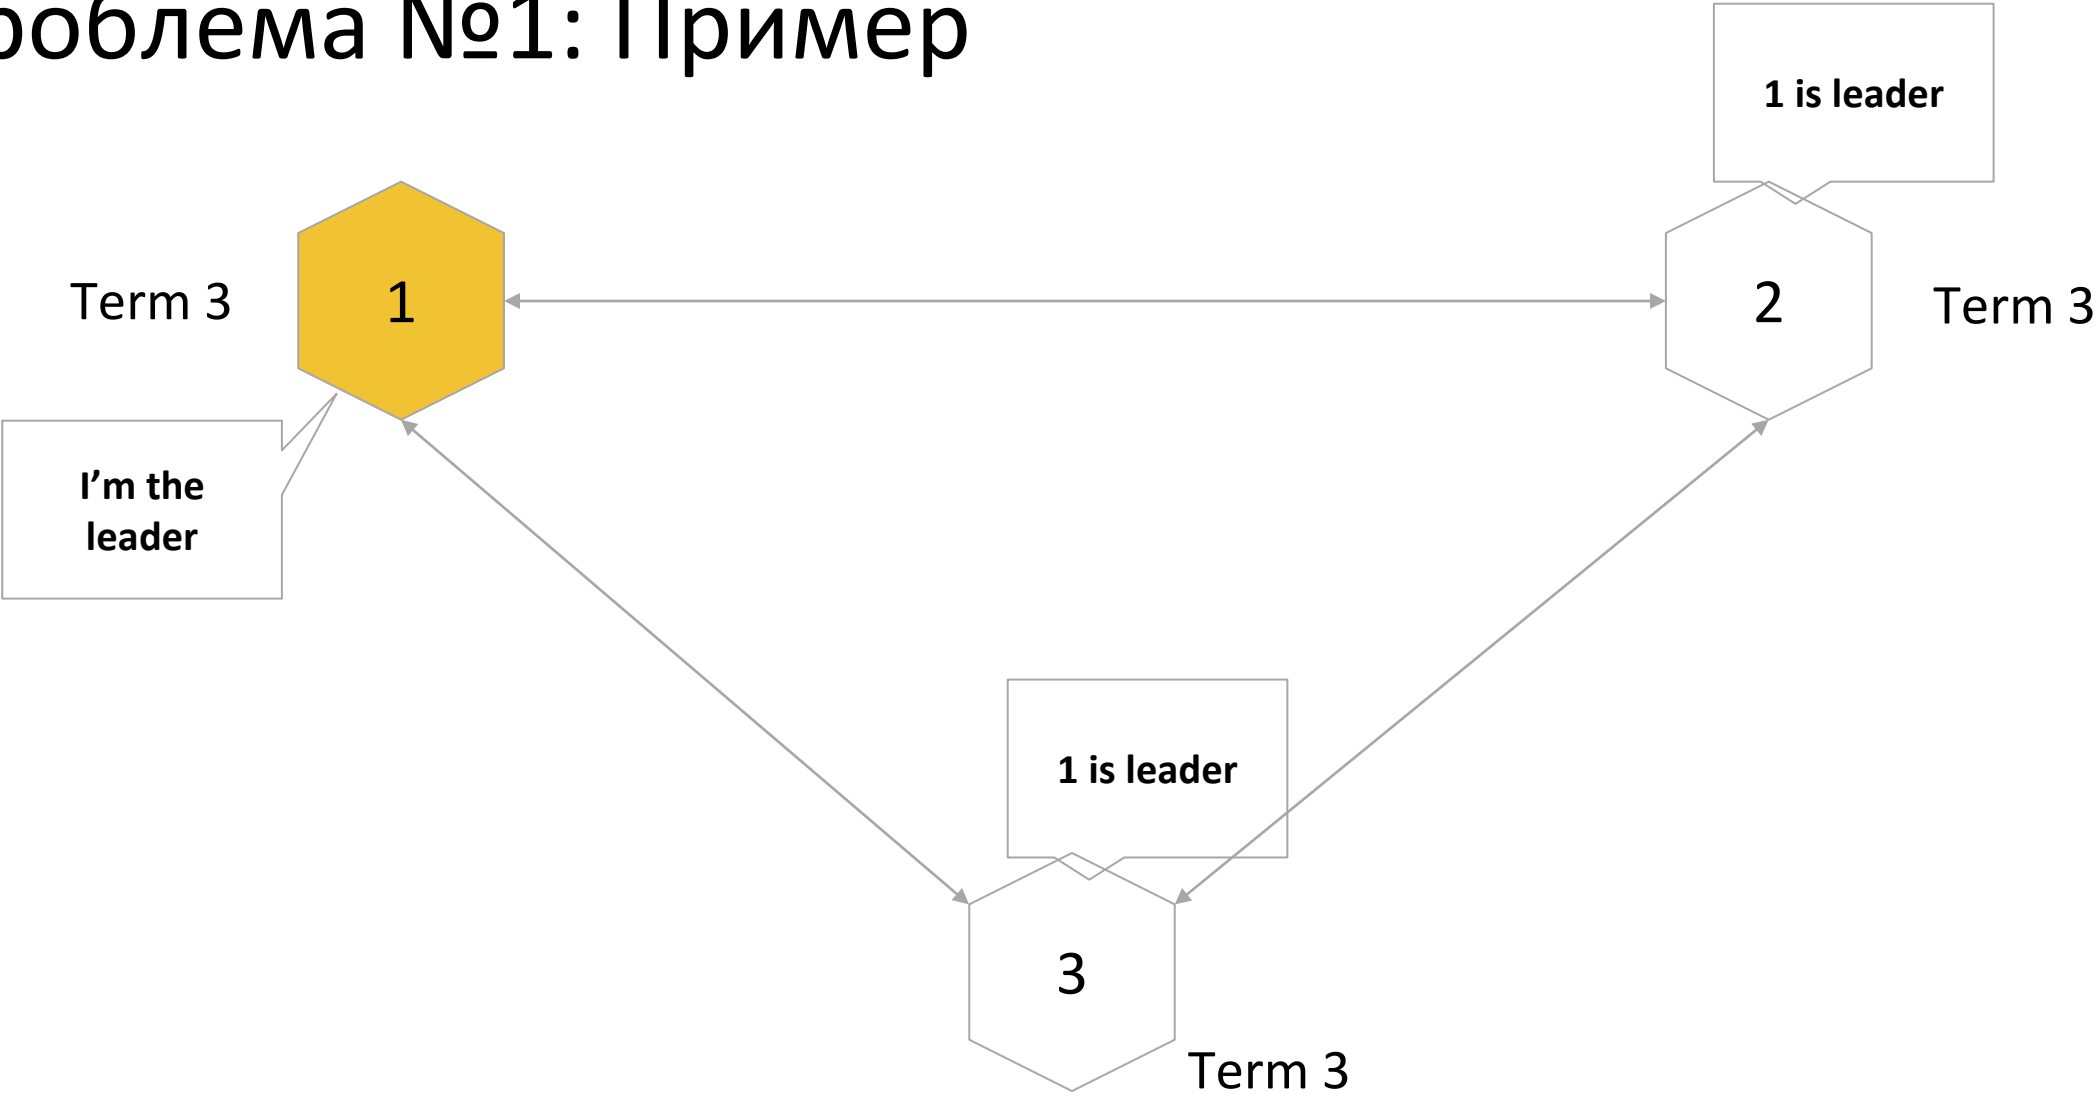 роблема №1: Пример
1 is leader
Term 3
1
2
Term 3
I’m the
leader
1 is leader
3
Term 3